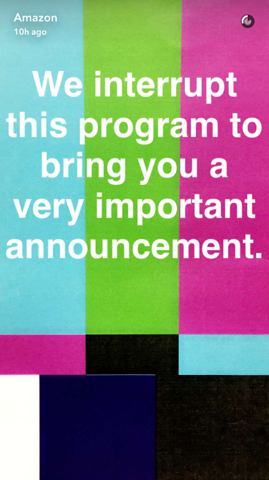 Amazon
10h ago
We interrupt
this program to
bring you a
very important
announcement.